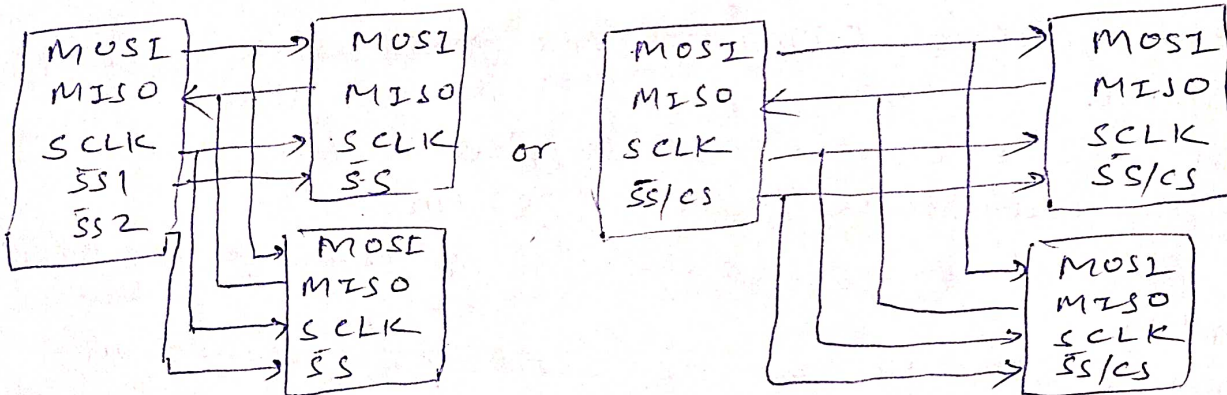 MOSI
MISO
SCLK
S̄S1
S̄S2
MOSI
MISO
SCLK
S̄S
MOSI
MISO
SCLK
S̄S
or
MOSI
MISO
SCLK
S̄S/CS
MOSI
MISO
SCLK
S̄S/CS
MOSI
MISO
SCLK
S̄S/CS